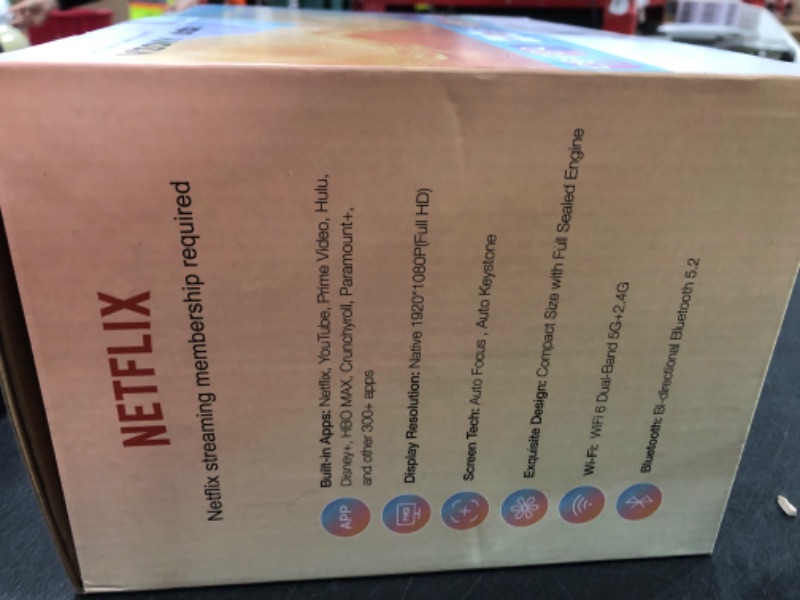 NETFLIX
Netflix streaming membership required
APP
Built-in Apps: Netflix, YouTube, Prime Video, Hulu,
Disney+, HBO MAX, Crunchyroll, Paramount+,
and other 300+ apps
FHD
Display Resolution: Native 1920*1080P(Full HD)
Screen Tech: Auto Focus , Auto Keystone
Exquisite Design: Compact Size with Full Sealed Engine
Wi-Fi: WiFi 6 Dual-Band 5G+2.4G
Bluetooth: Bi-directional Bluetooth 5.2